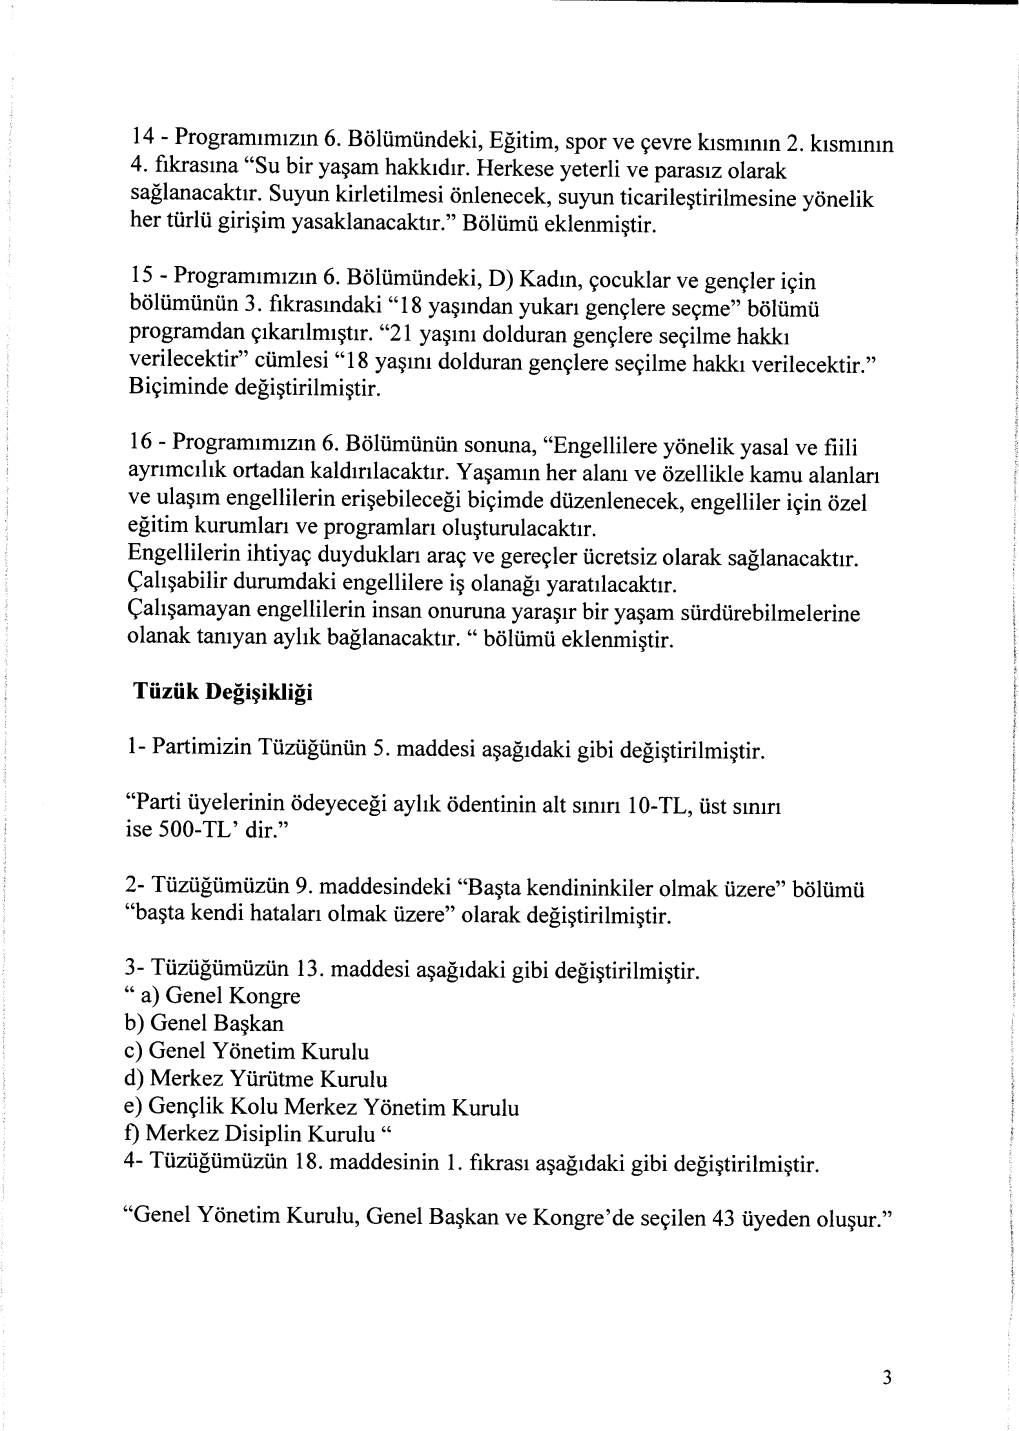 14 - Programımızın 6. Bölümündeki, Eğitim, spor ve çevre kısmının 2. kısmının
4. fıkrasına “Su bir yaşam hakkıdır. Herkese yeterli ve parasız olarak
sağlanacaktır. Suyun kirletilmesi önlenecek, suyun ticarileştirilmesine yönelik
her türlü girişim yasaklanacaktır.” Bölümü eklenmiştir.
15 - Programımızın 6. Bölümündeki, D) Kadın, çocuklar ve gençler için
bölümünün 3. fıkrasındaki “18 yaşından yukarı gençlere seçme” bölümü
programdan çıkarılmıştır. “21 yaşını dolduran gençlere seçilme hakkı
verilecektir” cümlesi “18 yaşını dolduran gençlere seçilme hakkı verilecektir.”
Biçiminde değiştirilmiştir.
16 - Programımızın 6. Bölümünün sonuna, “Engellilere yönelik yasal ve fiili
ayrımcılık ortadan kaldırılacaktır. Yaşamın her alanı ve özellikle kamu alanları
ve ulaşım engellilerin erişebileceği biçimde düzenlenecek, engelliler için özel
eğitim kurumları ve programları oluşturulacaktır.
Engellilerin ihtiyaç duydukları araç ve gereçler ücretsiz olarak sağlanacaktır.
Çalışabilir durumdaki engellilere iş olanağı yaratılacaktır.
Çalışamayan engellilerin insan onuruna yaraşır bir yaşam sürdürebilmelerine
olanak tanıyan aylık bağlanacaktır. “ bölümü eklenmiştir.
Tüzük Değişikliği
1- Partimizin Tüzüğünün 5. maddesi aşağıdaki gibi değiştirilmiştir.
“Parti üyelerinin ödeyeceği aylık ödentinin alt sınırı 10-TL, üst sınırı
ise 500-TL’ dir.”
2- Tüzüğümüzün 9. maddesindeki “Başta kendininkiler olmak üzere” bölümü
“başta kendi hataları olmak üzere” olarak değiştirilmiştir.
3- Tüzüğümüzün 13. maddesi aşağıdaki gibi değiştirilmiştir.
“ a) Genel Kongre
b) Genel Başkan
c) Genel Yönetim Kurulu
d) Merkez Yürütme Kurulu
e) Gençlik Kolu Merkez Yönetim Kurulu
f) Merkez Disiplin Kurulu “
4- Tüzüğümüzün 18. maddesinin 1. fıkrası aşağıdaki gibi değiştirilmiştir.
“Genel Yönetim Kurulu, Genel Başkan ve Kongre’de seçilen 43 üyeden oluşur.”
3